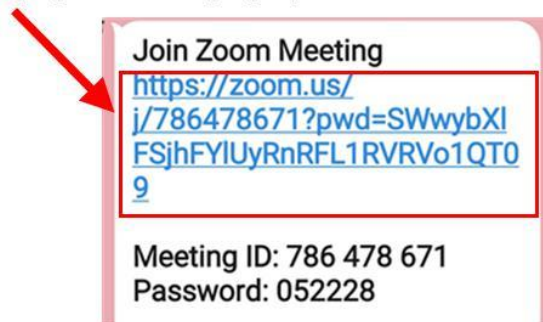 Join Zoom Meeting
https://zoom.us/
j/786478671?pwd=SWwybXl
FSjhFYlUyRnRFL1RVRVo1QT0
9
Meeting ID: 786 478 671
Password: 052228